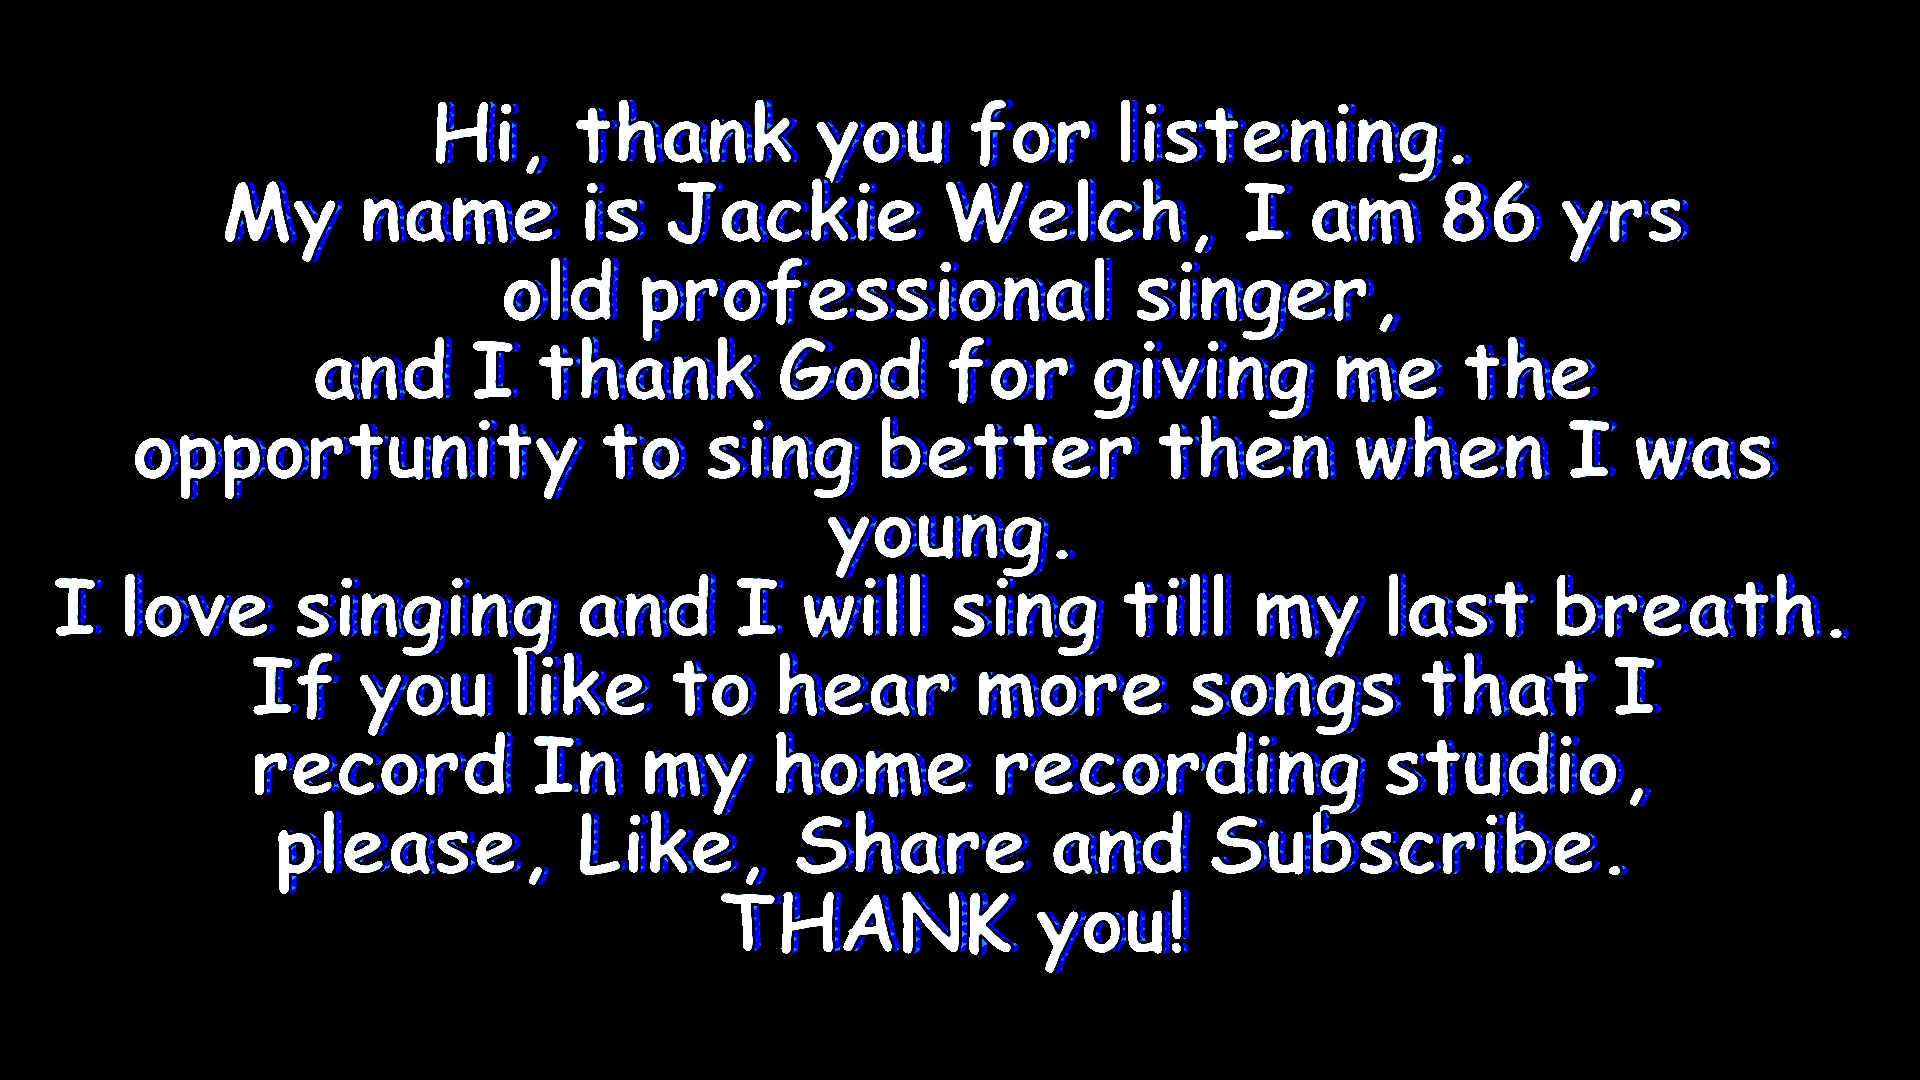 Hi, thank you for listening.
My name is Jackie Welch, I am 86 yrs
old professional singer,
and I thank God for giving me the
opportunity to sing better then when I was
young.
I love singing and I will sing till my last breath.
If you like to hear more songs that I
record In my home recording studio,
please, Like, Share and Subscribe.
THANK you!